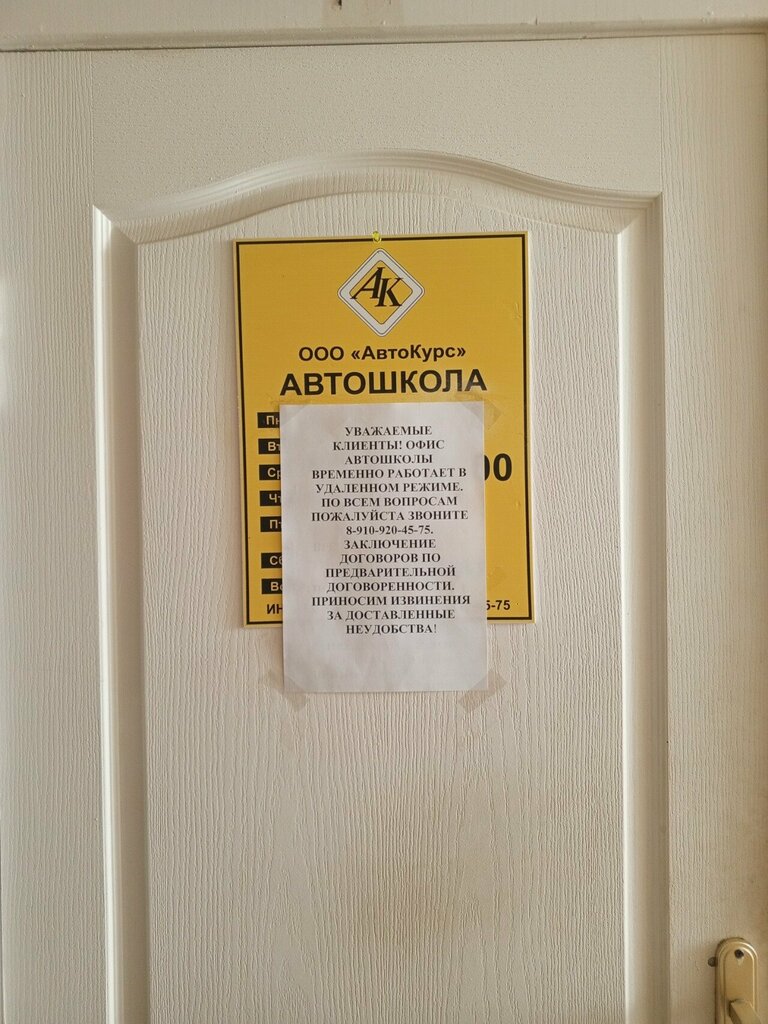 АК
ООО «АвтоКурс»
АВТОШКОЛА
УВАЖАЕМЫЕ
КЛИЕНТЫ! ОФИС
АВТОШКОЛЫ
ВРЕМЕННО РАБОТАЕТ В
УДАЛЕННОМ РЕЖИМЕ.
ПО ВСЕМ ВОПРОСАМ
ПОЖАЛУЙСТА ЗВОНИТЕ
8-910-920-45-75.
ЗАКЛЮЧЕНИЕ
ДОГОВОРОВ ПО
ПРЕДВАРИТЕЛЬНОЙ
ДОГОВОРЕННОСТИ.
ПРИНОСИМ ИЗВИНЕНИЯ
ЗА ДОСТАВЛЕННЫЕ
НЕУДОБСТВА!